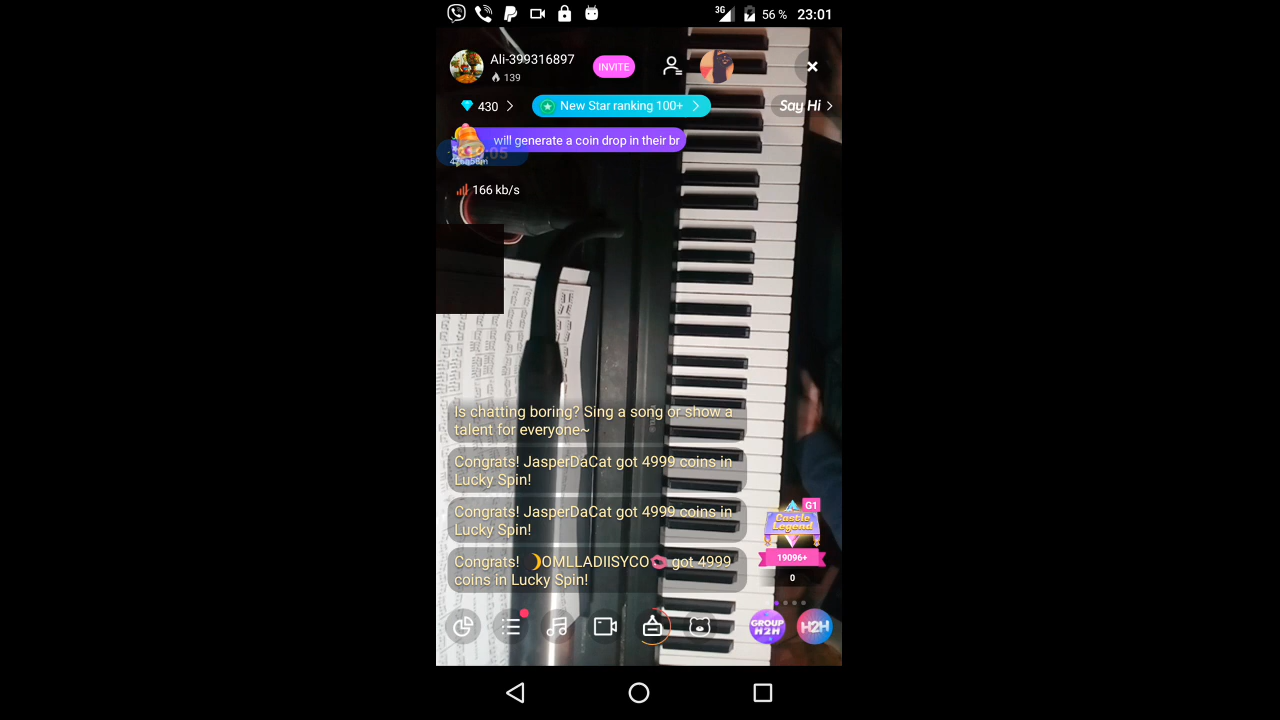 3G 56 % 23:01
Ali-399316897
139
INVITE
430
New Star ranking 100+
Say Hi
will generate a coin drop in their br
166 kb/s
Is chatting boring? Sing a song or show a
talent for everyone~
Congrats! JasperDaCat got 4999 coins in
Lucky Spin!
Congrats! JasperDaCat got 4999 coins in
Lucky Spin!
Congrats! 🌙OMLLADIISYCO👄 got 4999
coins in Lucky Spin!
G1
Castle
Legend
19096+
0
GROUP
H2H
H2H